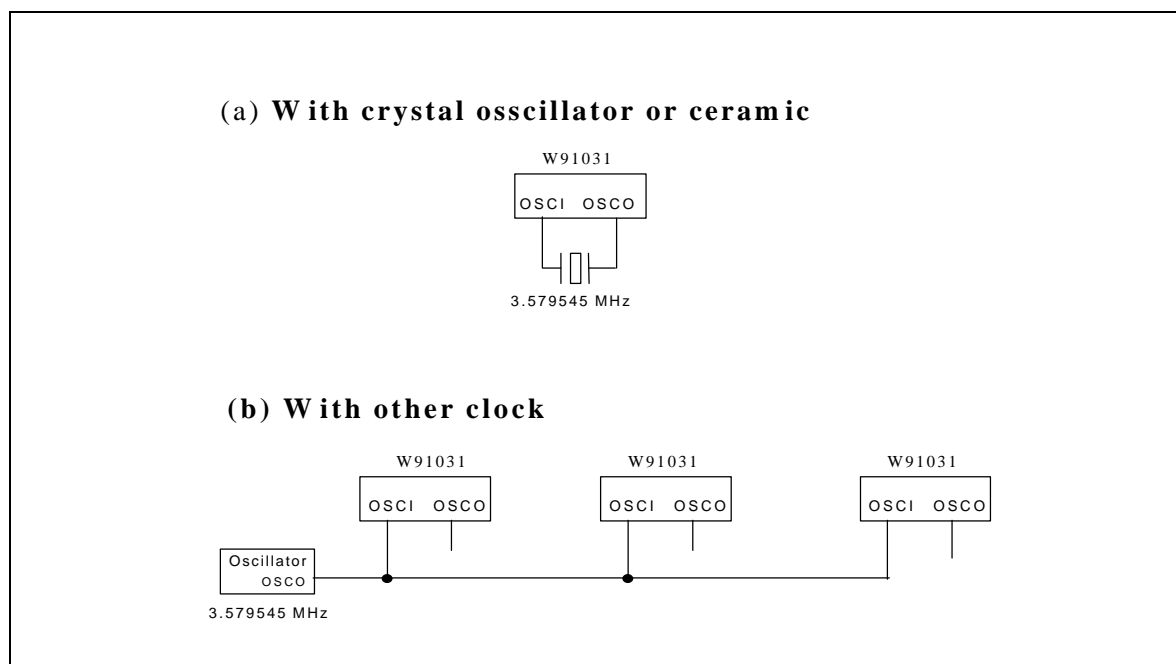 (a) With crystal osscillator or ceramic
W91031
OSCI OSCO
3.579545 MHz
(b) With other clock
W91031 W91031 W91031
OSCI OSCO OSCI OSCO OSCI OSCO
Oscillator
OSCO
3.579545 MHz